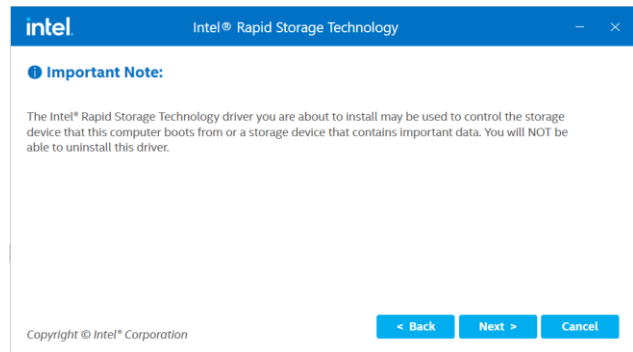 intel.
Intel® Rapid Storage Technology
Important Note:
The Intel® Rapid Storage Technology driver you are about to install may be used to control the storage
device that this computer boots from or a storage device that contains important data. You will NOT be
able to uninstall this driver.
Copyright © Intel® Corporation
< Back
Next >
Cancel